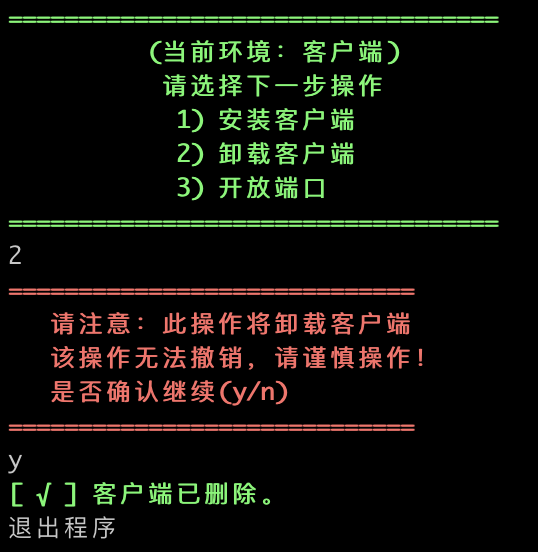 ===================================
(当前环境：客户端)
请选择下一步操作
1) 安装客户端
2) 卸载客户端
3) 开放端口
===================================
2
=============================
请注意：此操作将卸载客户端
该操作无法撤销，请谨慎操作！
是否确认继续(y/n)
=============================
y
[ √ ] 客户端已删除。
退出程序